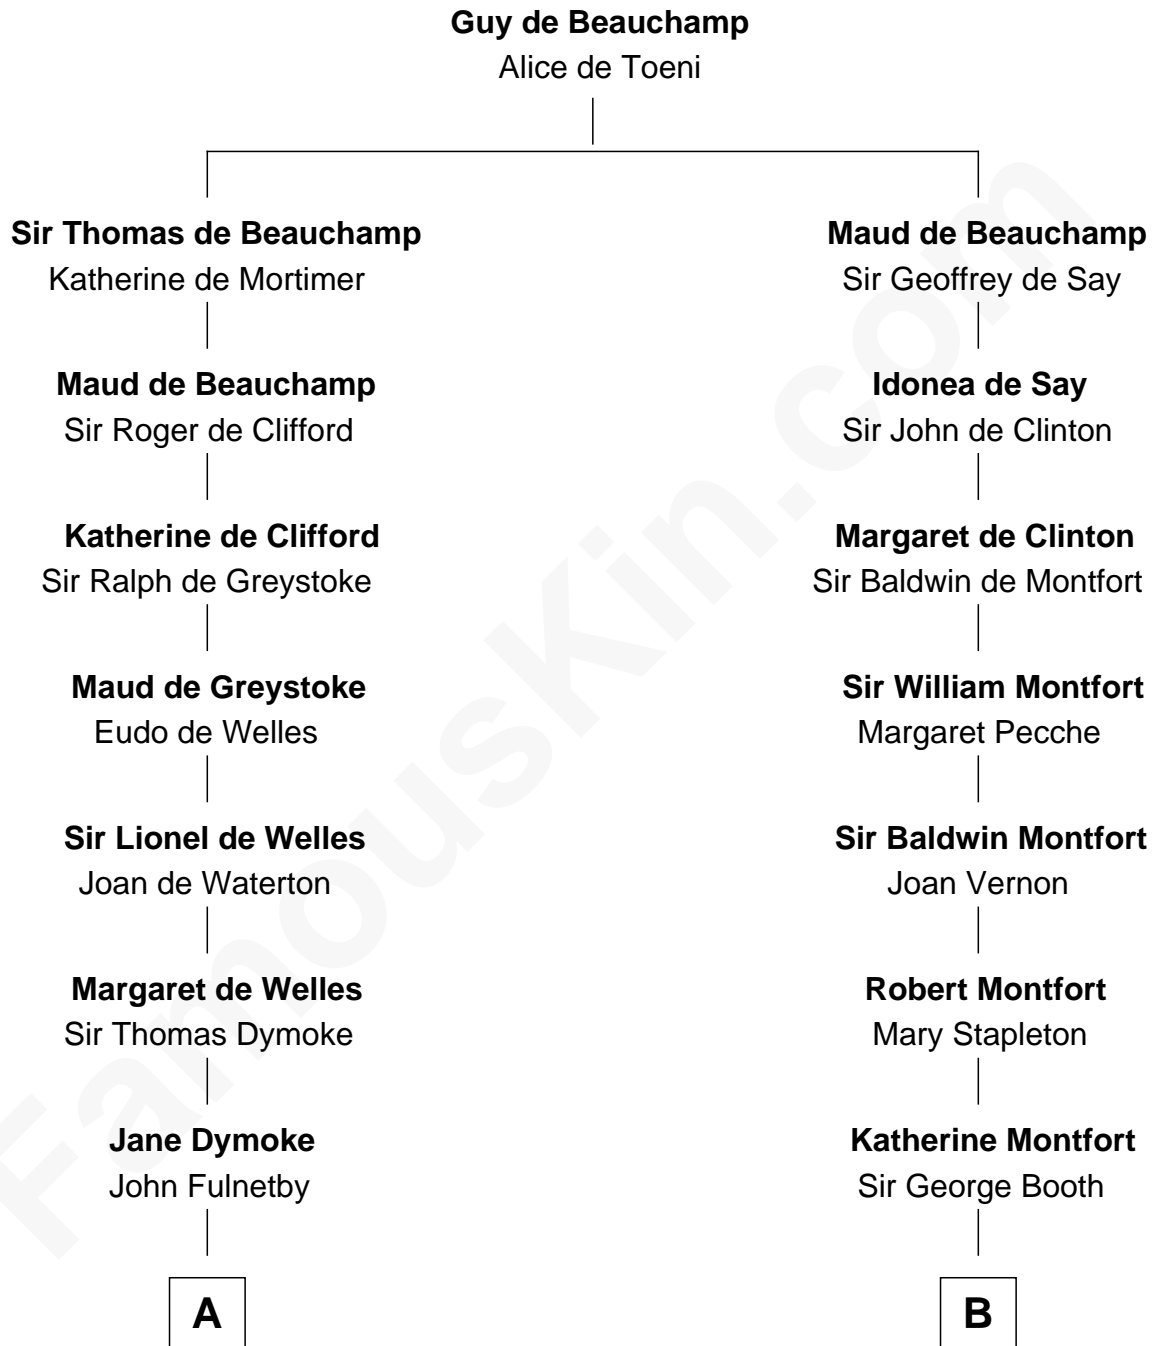 Guy de Beauchamp
Alice de Toeni
Sir Thomas de Beauchamp
Katherine de Mortimer
Maud de Beauchamp
Sir Geoffrey de Say
Maud de Beauchamp
Sir Roger de Clifford
Idonea de Say
Sir John de Clinton
Katherine de Clifford
Sir Ralph de Greystoke
Margaret de Clinton
Sir Baldwin de Montfort
Maud de Greystoke
Eudo de Welles
Sir William Montfort
Margaret Pecche
Sir Lionel de Welles
Joan de Waterton
Sir Baldwin Montfort
Joan Vernon
Margaret de Welles
Sir Thomas Dymoke
Robert Montfort
Mary Stapleton
Jane Dymoke
John Fulnetby
Katherine Montfort
Sir George Booth
A
B
FamousKin.com